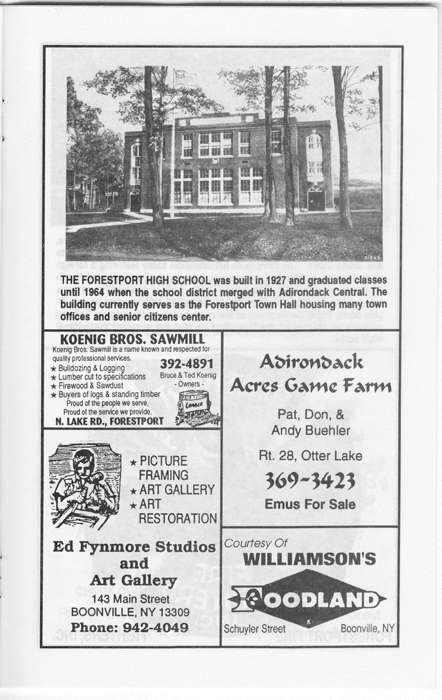 THE FORESTPORT HIGH SCHOOL was built in 1927 and graduated classes
until 1964 when the school district merged with Adirondack Central. The
building currently serves as the Forestport Town Hall housing many town
offices and senior citizens center.
KOENIG BROS. SAWMILL
Koenig Bros. Sawmill is a name known and respected for
quality professional services.
★ Bulldozing & Logging
★ Lumber cut to specifications
★ Firewood & Sawdust
★ Buyers of logs & standing timber
Proud of the people we serve,
Proud of the service we provide.
N. LAKE RD., FORESTPORT
392-4891
Bruce & Ted Koenig
- Owners -
LUMBER
Adirondack
Acres Game Farm
Pat, Don, &
Andy Buehler
Rt. 28, Otter Lake
369-3423
Emus For Sale
★ PICTURE
FRAMING
★ ART GALLERY
★ ART
RESTORATION
Ed Fynmore Studios
and
Art Gallery
143 Main Street
BOONVILLE, NY 13309
Phone: 942-4049
Courtesy Of
WILLIAMSON'S
FOODLAND
Schuyler Street Boonville, NY